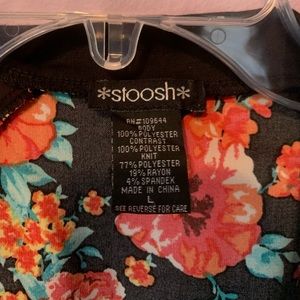 *stoosh*
RN#109644
BODY
100% POLYESTER
CONTRAST
100% POLYESTER
KNIT
77% POLYESTER
19% RAYON
4% SPANDEX
MADE IN CHINA
L
SEE REVERSE FOR CARE